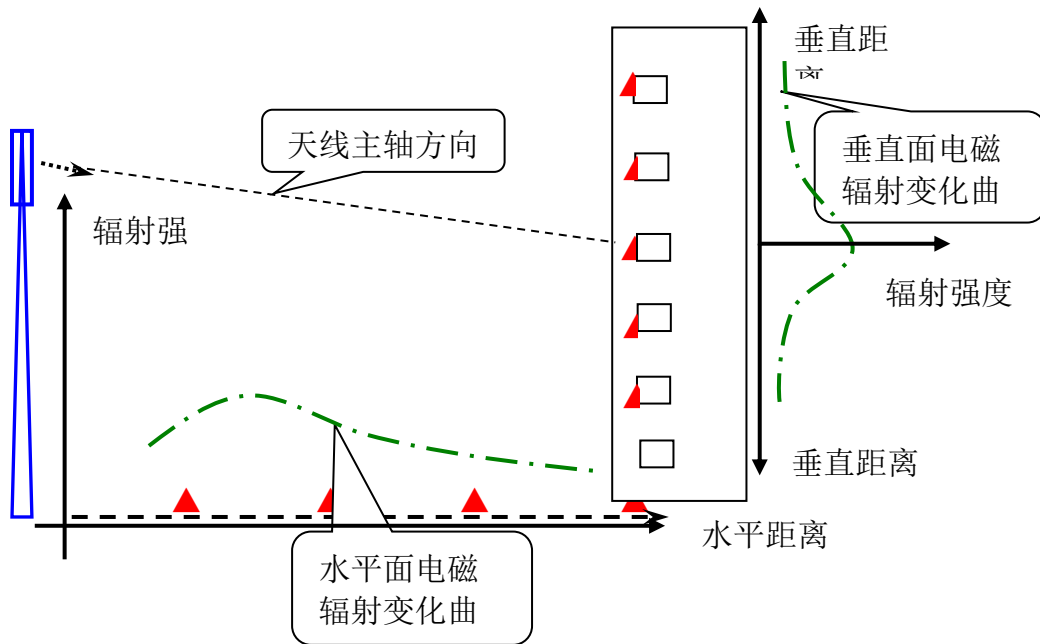 垂直距
天线主轴方向
垂直面电磁
辐射变化曲
辐射强
辐射强度
垂直距离
水平距离
水平面电磁
辐射变化曲